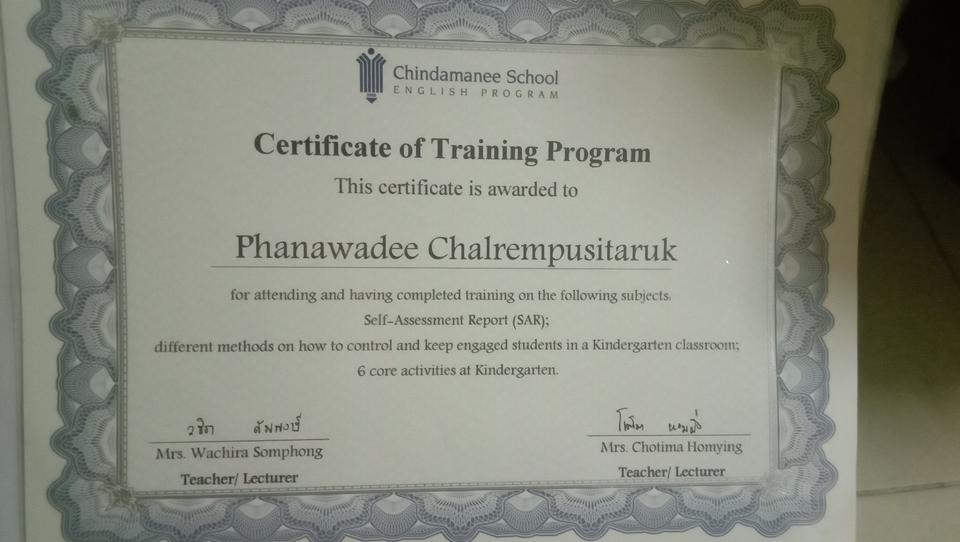 Chindamanee School
ENGLISH PROGRAM
Certificate of Training Program
This certificate is awarded to
Phanawadee Chalrempusitaruk
for attending and having completed training on the following subjects.
Self-Assessment Report (SAR);
different methods on how to control and keep engaged students in a Kindergarten classroom;
6 core activities at Kindergarten.
Mrs. Wachira Somphong
Teacher/ Lecturer
Mrs. Chotima Homying
Teacher/ Lecturer